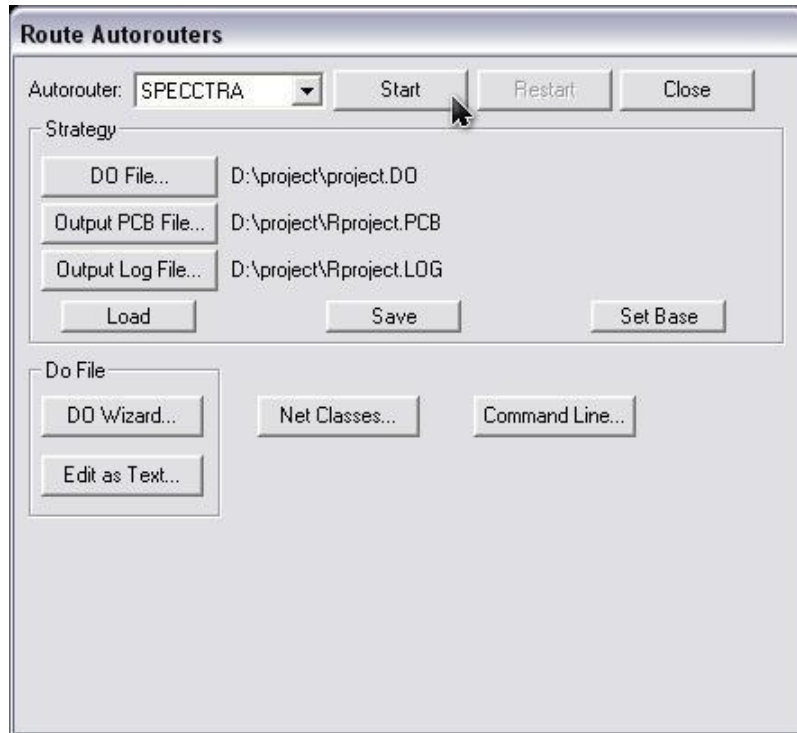 Route Autorouters
Autorouter: SPECCTRA Start Restart Close
Strategy
DO File... D:\project\project.DO
Output PCB File... D:\project\Rproject.PCB
Output Log File... D:\project\Rproject.LOG
Load Save Set Base
Do File
DO Wizard... Net Classes... Command Line...
Edit as Text...